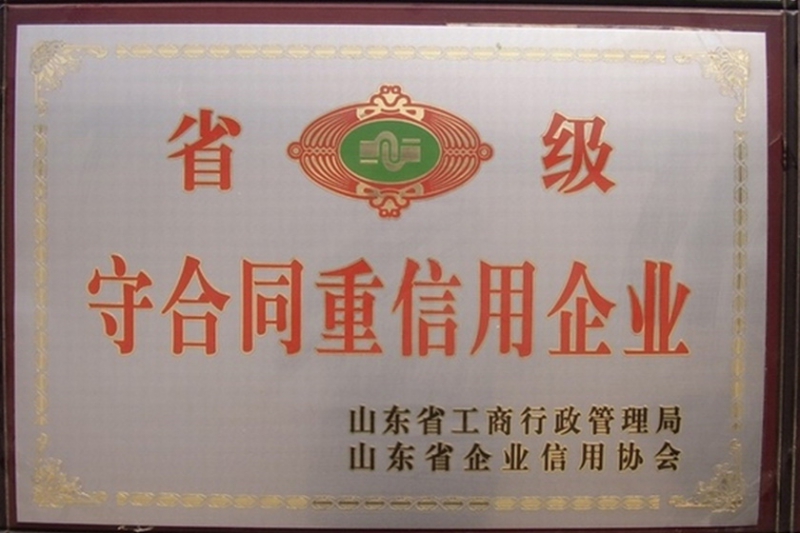 省 级
守合同重信用企业
山东省工商行政管理局
山东省企业信用协会